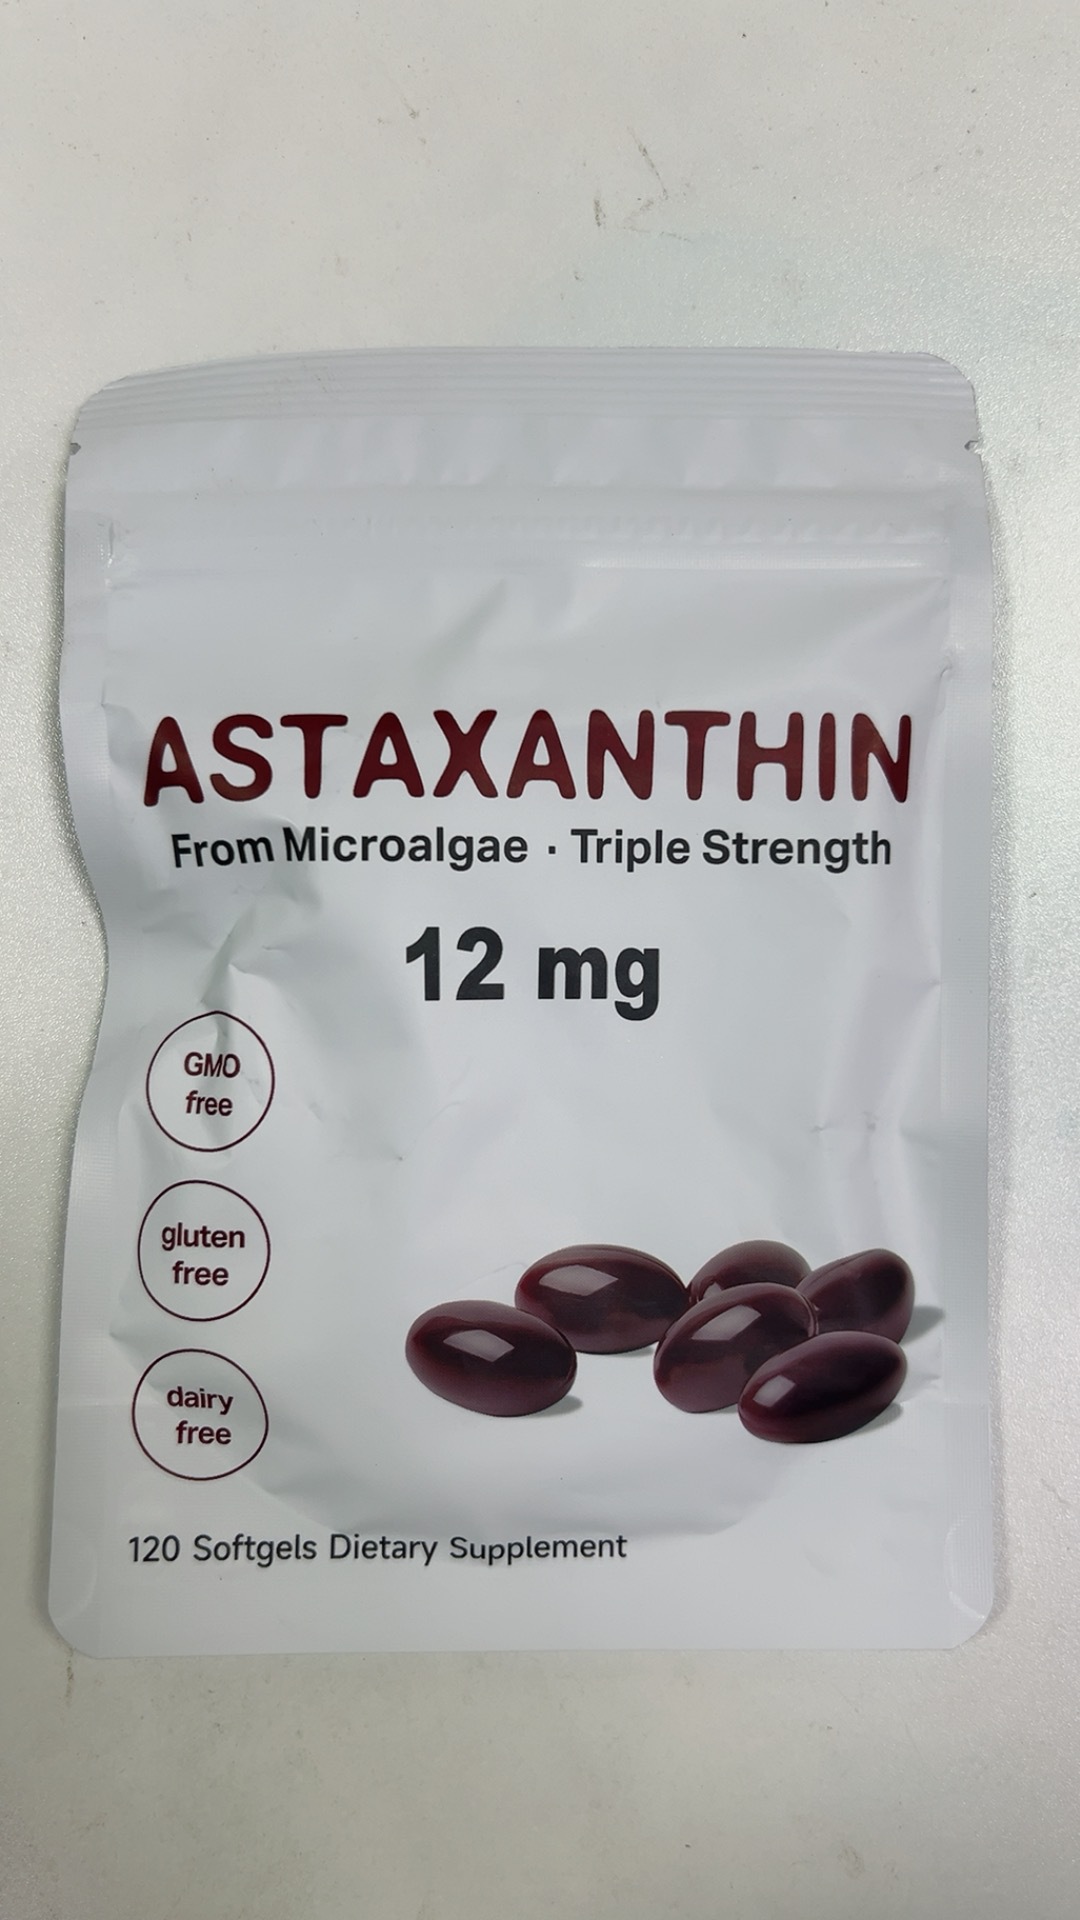 ASTAXANTHIN
From Microalgae · Triple Strength
12 mg
GMO
free
gluten
free
dairy
free
120 Softgels Dietary Supplement